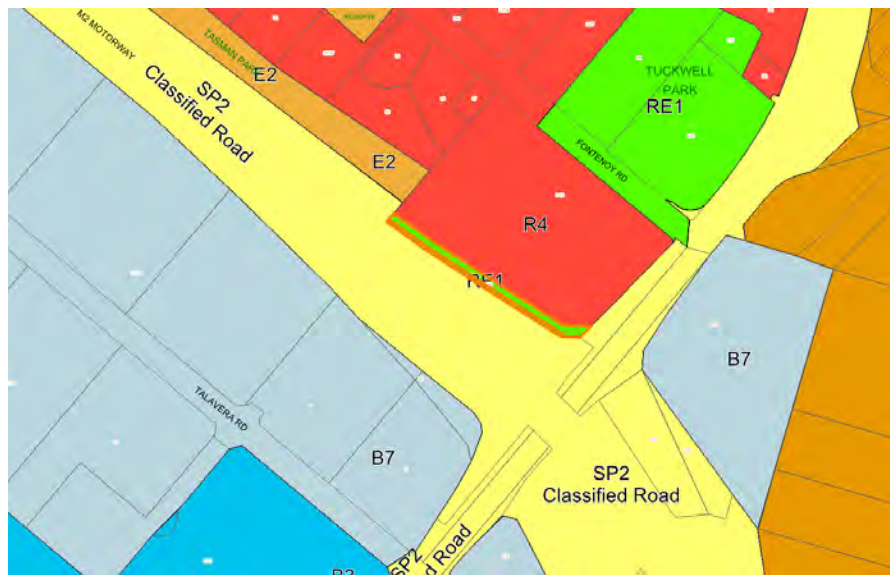 M2 MOTORWAY
TASMAN PARK
E2
SP2
Classified Road
TUCKWELL
PARK
RE1
E2
FONTENOY RD
R4
RE1
B7
TALAVERA RD
B7
SP2
Classified Road
SP2
d Road